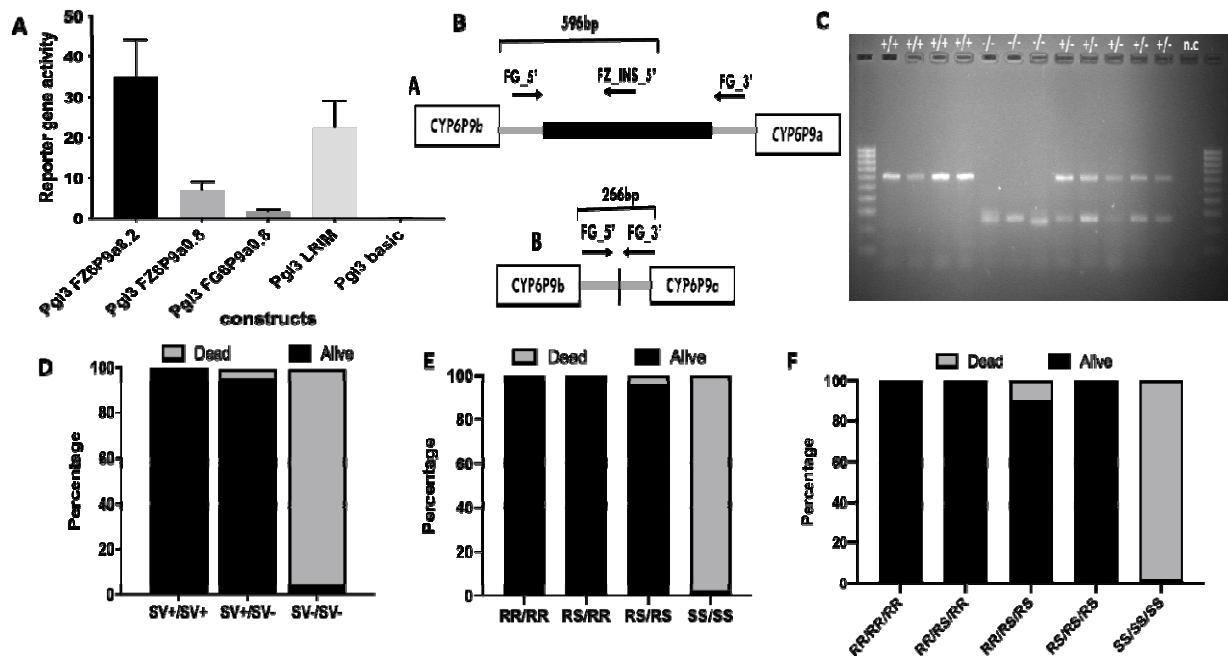 A
50
40
30
20
10
0
Reporter gene activity
Pgl3 FZ6P9a8.2
Pgl3 FZ6P9a0.8
Pgl3 FG6P9a0.8
Pgl3 LRIM
Pgl3 basic
constructs
B
596bp
FG_5'
FZ_INS_5'
FG_3'
A
CYP6P9b
CYP6P9a
266bp
B
FG_5'
FG_3'
CYP6P9b
CYP6P9a
C
+/+ +/+ +/+ +/+ -/- -/- -/- +/- +/- +/- +/- +/- n.c
D
Dead
Alive
100
80
60
40
20
0
Percentage
SV+/SV+
SV+/SV-
SV-/SV-
E
Dead
Alive
100
80
60
40
20
0
Percentage
RR/RR
RS/RR
RS/RS
SS/SS
F
Dead
Alive
100
80
60
40
20
0
Percentage
RR/RR/RR
RR/RS/RR
RR/RS/RS
RS/RS/RS
SS/SS/SS